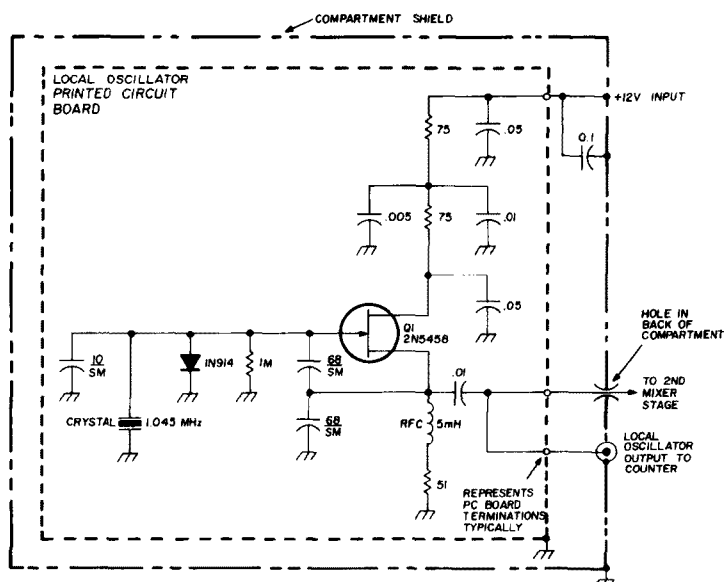 COMPARTMENT SHIELD
LOCAL OSCILLATOR
PRINTED CIRCUIT
BOARD
+12V INPUT
75
.05
0.1
.005
75
.01
Q1
2N5458
.05
HOLE IN
BACK OF
COMPARTMENT
10
SM
1N914
1M
68
SM
.01
TO 2ND
MIXER
STAGE
CRYSTAL
1.045 MHz
68
SM
RFC
5mH
LOCAL
OSCILLATOR
OUTPUT TO
COUNTER
51
REPRESENTS
PC BOARD
TERMINATIONS
TYPICALLY